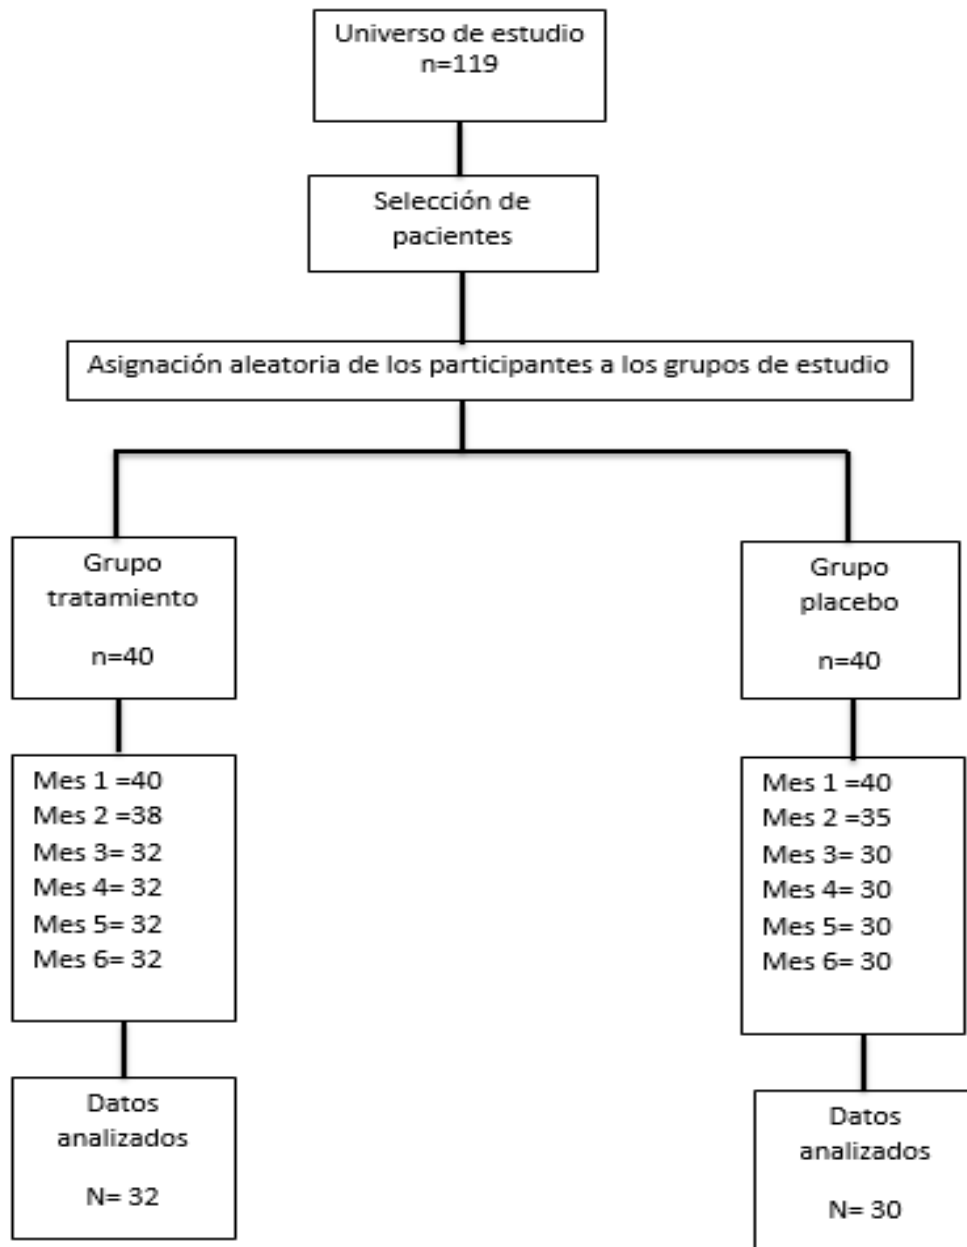 Universo de estudio
n=119
Selección de
pacientes
Asignación aleatoria de los participantes a los grupos de estudio
Grupo
tratamiento
n=40
Grupo
placebo
n=40
Mes 1 =40
Mes 2 =38
Mes 3= 32
Mes 4= 32
Mes 5= 32
Mes 6= 32
Mes 1 =40
Mes 2 =35
Mes 3= 30
Mes 4= 30
Mes 5= 30
Mes 6= 30
Datos
analizados
N= 32
Datos
analizados
N= 30